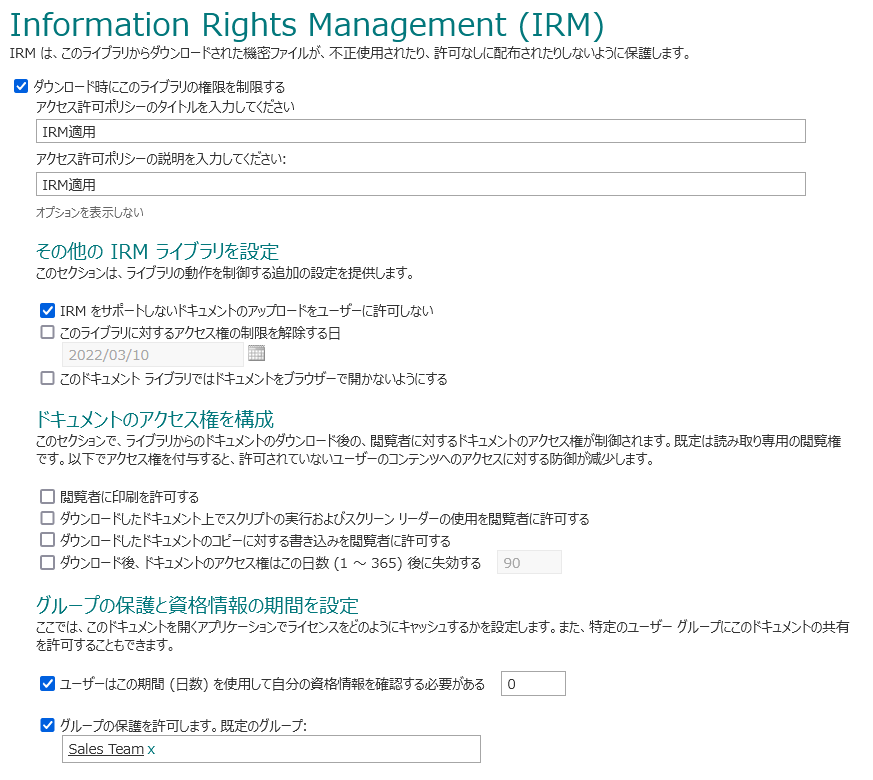 Information Rights Management (IRM)
IRM は、このライブラリからダウンロードされた機密ファイルが、不正使用されたり、許可なしに配布されたりしないように保護します。
ダウンロード時にこのライブラリの権限を制限する
アクセス許可ポリシーのタイトルを入力してください
IRM適用
アクセス許可ポリシーの説明を入力してください:
IRM適用
オプションを表示しない
その他の IRM ライブラリを設定
このセクションは、ライブラリの動作を制御する追加の設定を提供します。
IRM をサポートしないドキュメントのアップロードをユーザーに許可しない
このライブラリに対するアクセス権の制限を解除する日
2022/03/10
このドキュメント ライブラリではドキュメントをブラウザーで開かないようにする
ドキュメントのアクセス権を構成
このセクションで、ライブラリからのドキュメントのダウンロード後の、閲覧者に対するドキュメントのアクセス権が制御されます。既定は読み取り専用の閲覧権
です。以下でアクセス権を付与すると、許可されていないユーザーのコンテンツへのアクセスに対する防御が減少します。
閲覧者に印刷を許可する
ダウンロードしたドキュメント上でスクリプトの実行およびスクリーン リーダーの使用を閲覧者に許可する
ダウンロードしたドキュメントのコピーに対する書き込みを閲覧者に許可する
ダウンロード後、ドキュメントのアクセス権はこの日数 (1 ～ 365) 後に失効する 90
グループの保護と資格情報の期間を設定
ここでは、このドキュメントを開くアプリケーションでライセンスをどのようにキャッシュするかを設定します。また、特定のユーザー グループにこのドキュメントの共有
を許可することもできます。
ユーザーはこの期間 (日数) を使用して自分の資格情報を確認する必要がある 0
グループの保護を許可します。既定のグループ:
Sales Team x